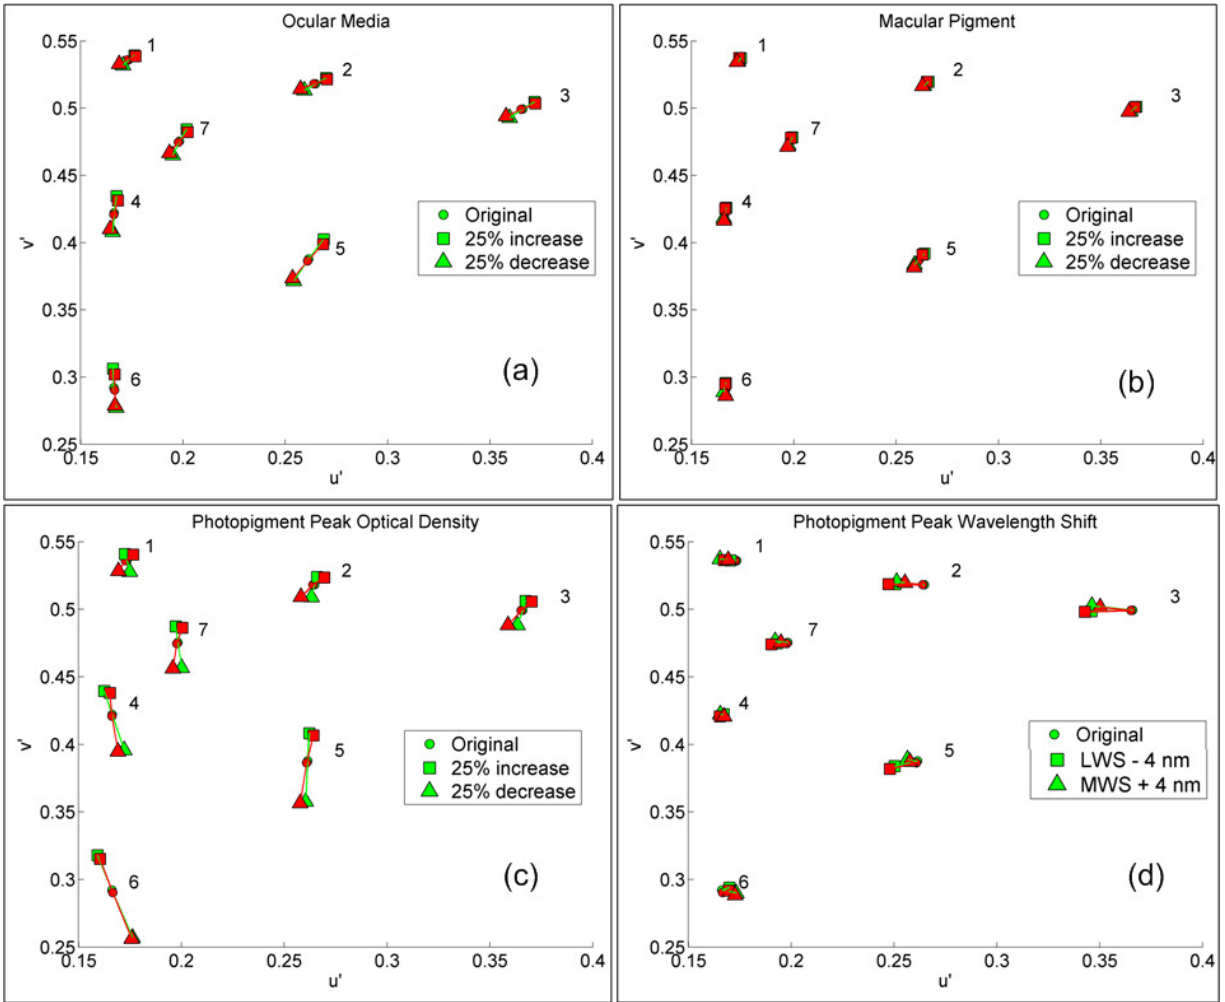 Ocular Media
0.55
0.5
0.45
0.4
0.35
0.3
0.25
v'
1
2
3
7
4
5
6
Original
25% increase
25% decrease
(a)
0.15 0.2 0.25 0.3 0.35 0.4
u'
Macular Pigment
0.55
0.5
0.45
0.4
0.35
0.3
0.25
v'
1
2
3
7
4
5
6
Original
25% increase
25% decrease
(b)
0.15 0.2 0.25 0.3 0.35 0.4
u'
Photopigment Peak Optical Density
0.55
0.5
0.45
0.4
0.35
0.3
0.25
v'
1
2
3
7
4
5
6
Original
25% increase
25% decrease
(c)
0.15 0.2 0.25 0.3 0.35 0.4
u'
Photopigment Peak Wavelength Shift
0.55
0.5
0.45
0.4
0.35
0.3
0.25
v'
1
2
3
7
4
5
6
Original
LWS - 4 nm
MWS + 4 nm
(d)
0.15 0.2 0.25 0.3 0.35 0.4
u'